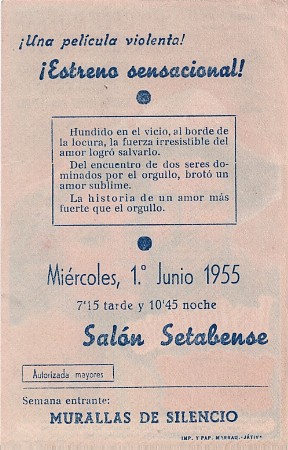 ¡Una película violenta!
¡Estreno sensacional!
Hundido en el vicio, al borde de
la locura, la fuerza irresistible del
amor logró salvarlo.
Del encuentro de dos seres do-
minados por el orgullo, brotó un
amor sublime.
La historia de un amor más
fuerte que el orgullo.
Miércoles, 1.º Junio 1955
7'15 tarde y 10'45 noche
Salón Setabense
Autorizada mayores
Semana entrante:
MURALLAS DE SILENCIO
IMP. Y PAP. -JÁTIVA